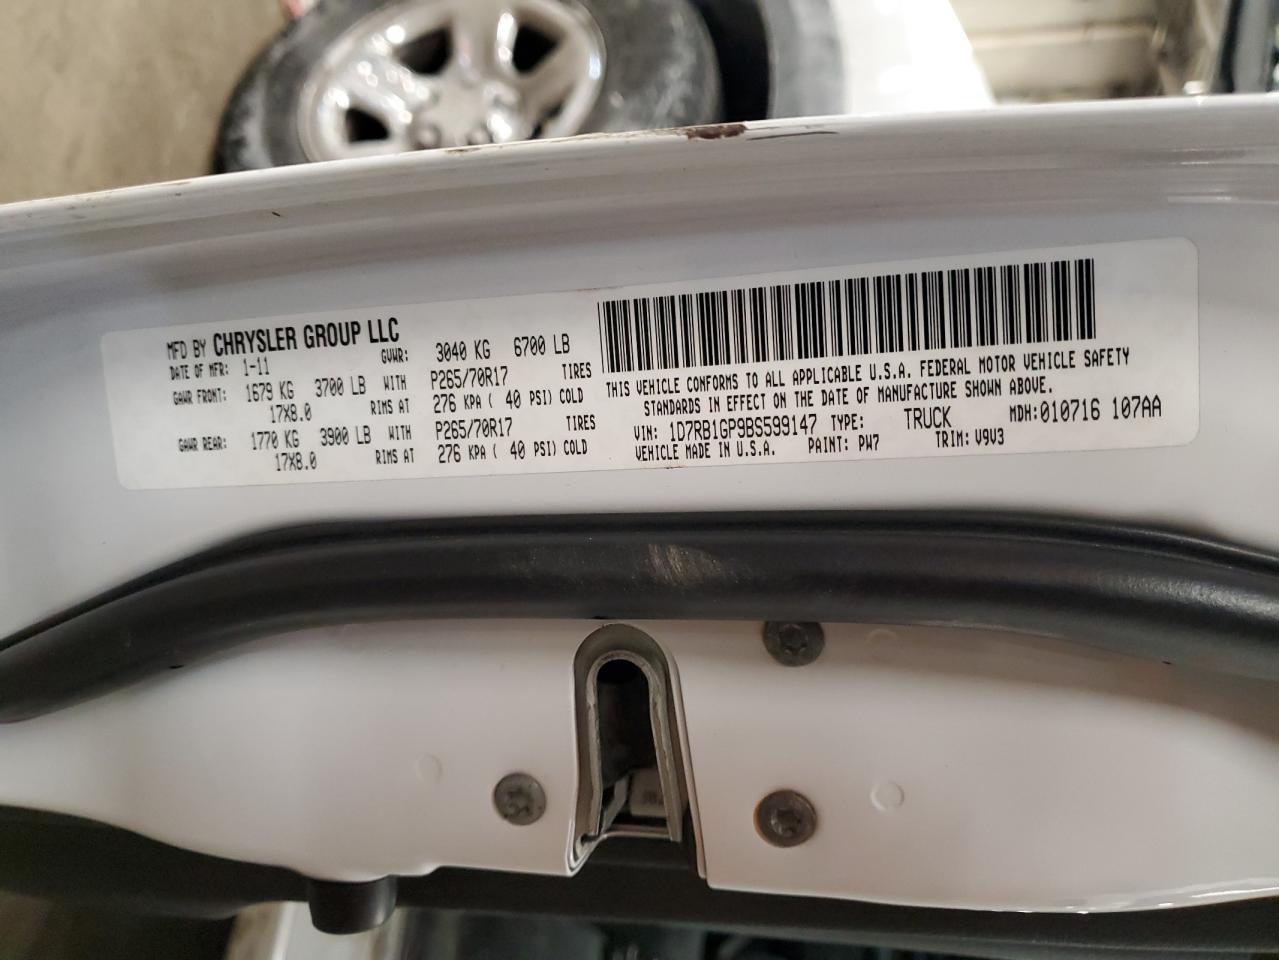 MFD BY CHRYSLER GROUP LLC
DATE OF MFR: 1-11 GVWR: 3040 KG 6700 LB
GAWR FRONT: 1679 KG 3700 LB WITH P265/70R17 TIRES
17X8.0 RIMS AT 276 KPA ( 40 PSI) COLD
GAWR REAR: 1770 KG 3900 LB WITH P265/70R17 TIRES
17X8.0 RIMS AT 276 KPA ( 40 PSI) COLD
THIS VEHICLE CONFORMS TO ALL APPLICABLE U.S.A. FEDERAL MOTOR VEHICLE SAFETY
STANDARDS IN EFFECT ON THE DATE OF MANUFACTURE SHOWN ABOVE.
VIN: 1D7RB1GP9BS599147 TYPE: TRUCK MDH:010716 107AA
VEHICLE MADE IN U.S.A. PAINT: PW7 TRIM: V9V3